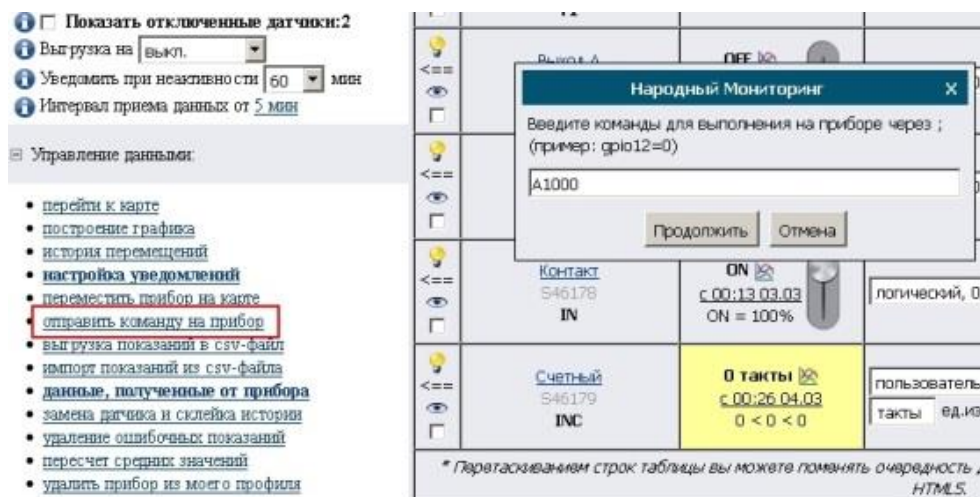 Показать отключенные датчики:2
Выгрузка на выкл.
Уведомить при неактивности 60 мин
Интервал приема данных от 5 мин
Управление данными:
перейти к карте
построение графика
история перемещений
настройка уведомлений
переместить прибор на карте
отправить команду на прибор
выгрузка показаний в csv-файл
импорт показаний из csv-файла
данные, полученные от прибора
замена датчика и склейка истории
удаление ошибочных показаний
пересчет средних значений
удалить прибор из моего профиля
<==
Выход A
OFF
Народный Мониторинг X
Введите команды для выполнения на приборе через ;
(пример: gpio12=0)
A1000
Продолжить Отмена
<==
<==
Контакт
S46178
IN
ON
с 00:13 03.03
ON = 100%
логический, 0
<==
Счетный
S46179
INC
0 такты
с 00:26 04.03
0 < 0 < 0
такты ед.из
* Перетаскиванием строк таблицы вы можете поменять очередность
HTML5.